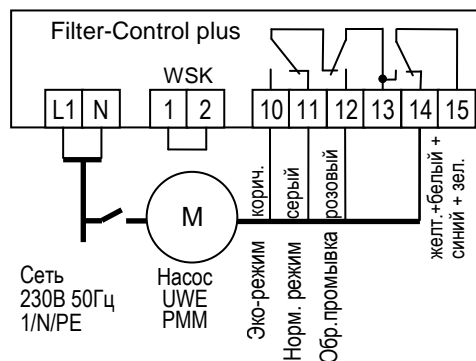 Filter-Control plus
WSK
L1 N 1 2 10 11 12 13 14 15
корич.
серый
розовый
желт.+белый +
синий + зел.
M
Эко-режим
Норм. режим
Обр.промывка
Сеть
230В 50Гц
1/N/PE
Насос
UWE
PMM